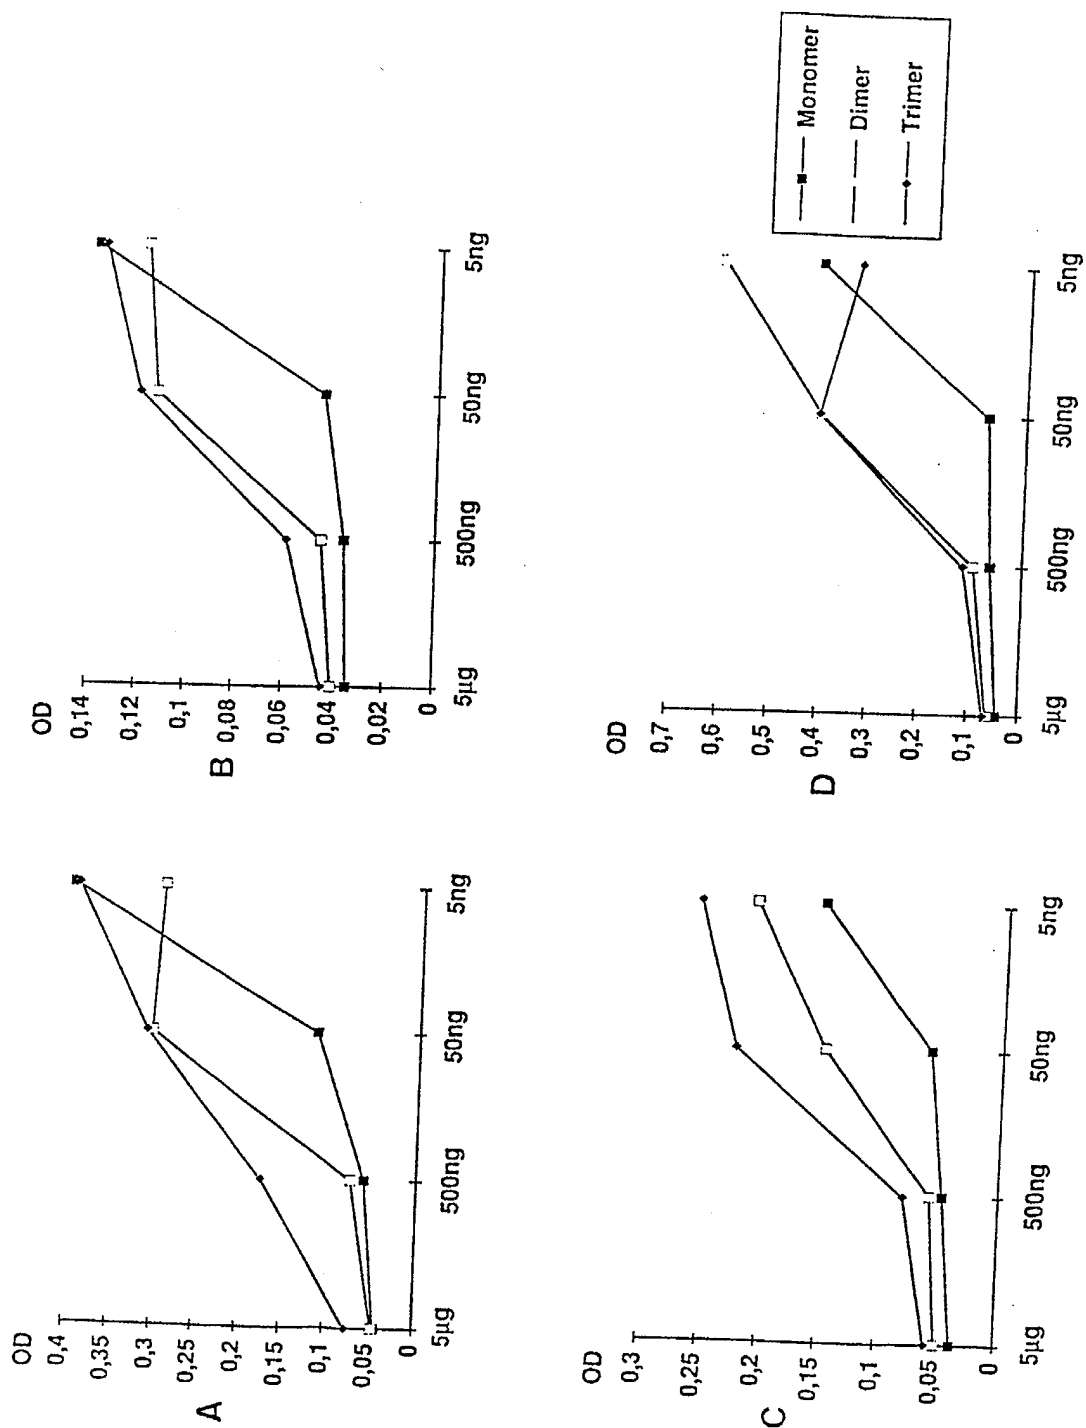 A
OD
0,4
0,35
0,3
0,25
0,2
0,15
0,1
0,05
0
5µg
500ng
50ng
5ng
B
OD
0,14
0,12
0,1
0,08
0,06
0,04
0,02
0
5µg
500ng
50ng
5ng
C
OD
0,3
0,25
0,2
0,15
0,1
0,05
0
5µg
500ng
50ng
5ng
D
OD
0,7
0,6
0,5
0,4
0,3
0,2
0,1
0
5µg
500ng
50ng
5ng
Monomer
Dimer
Trimer